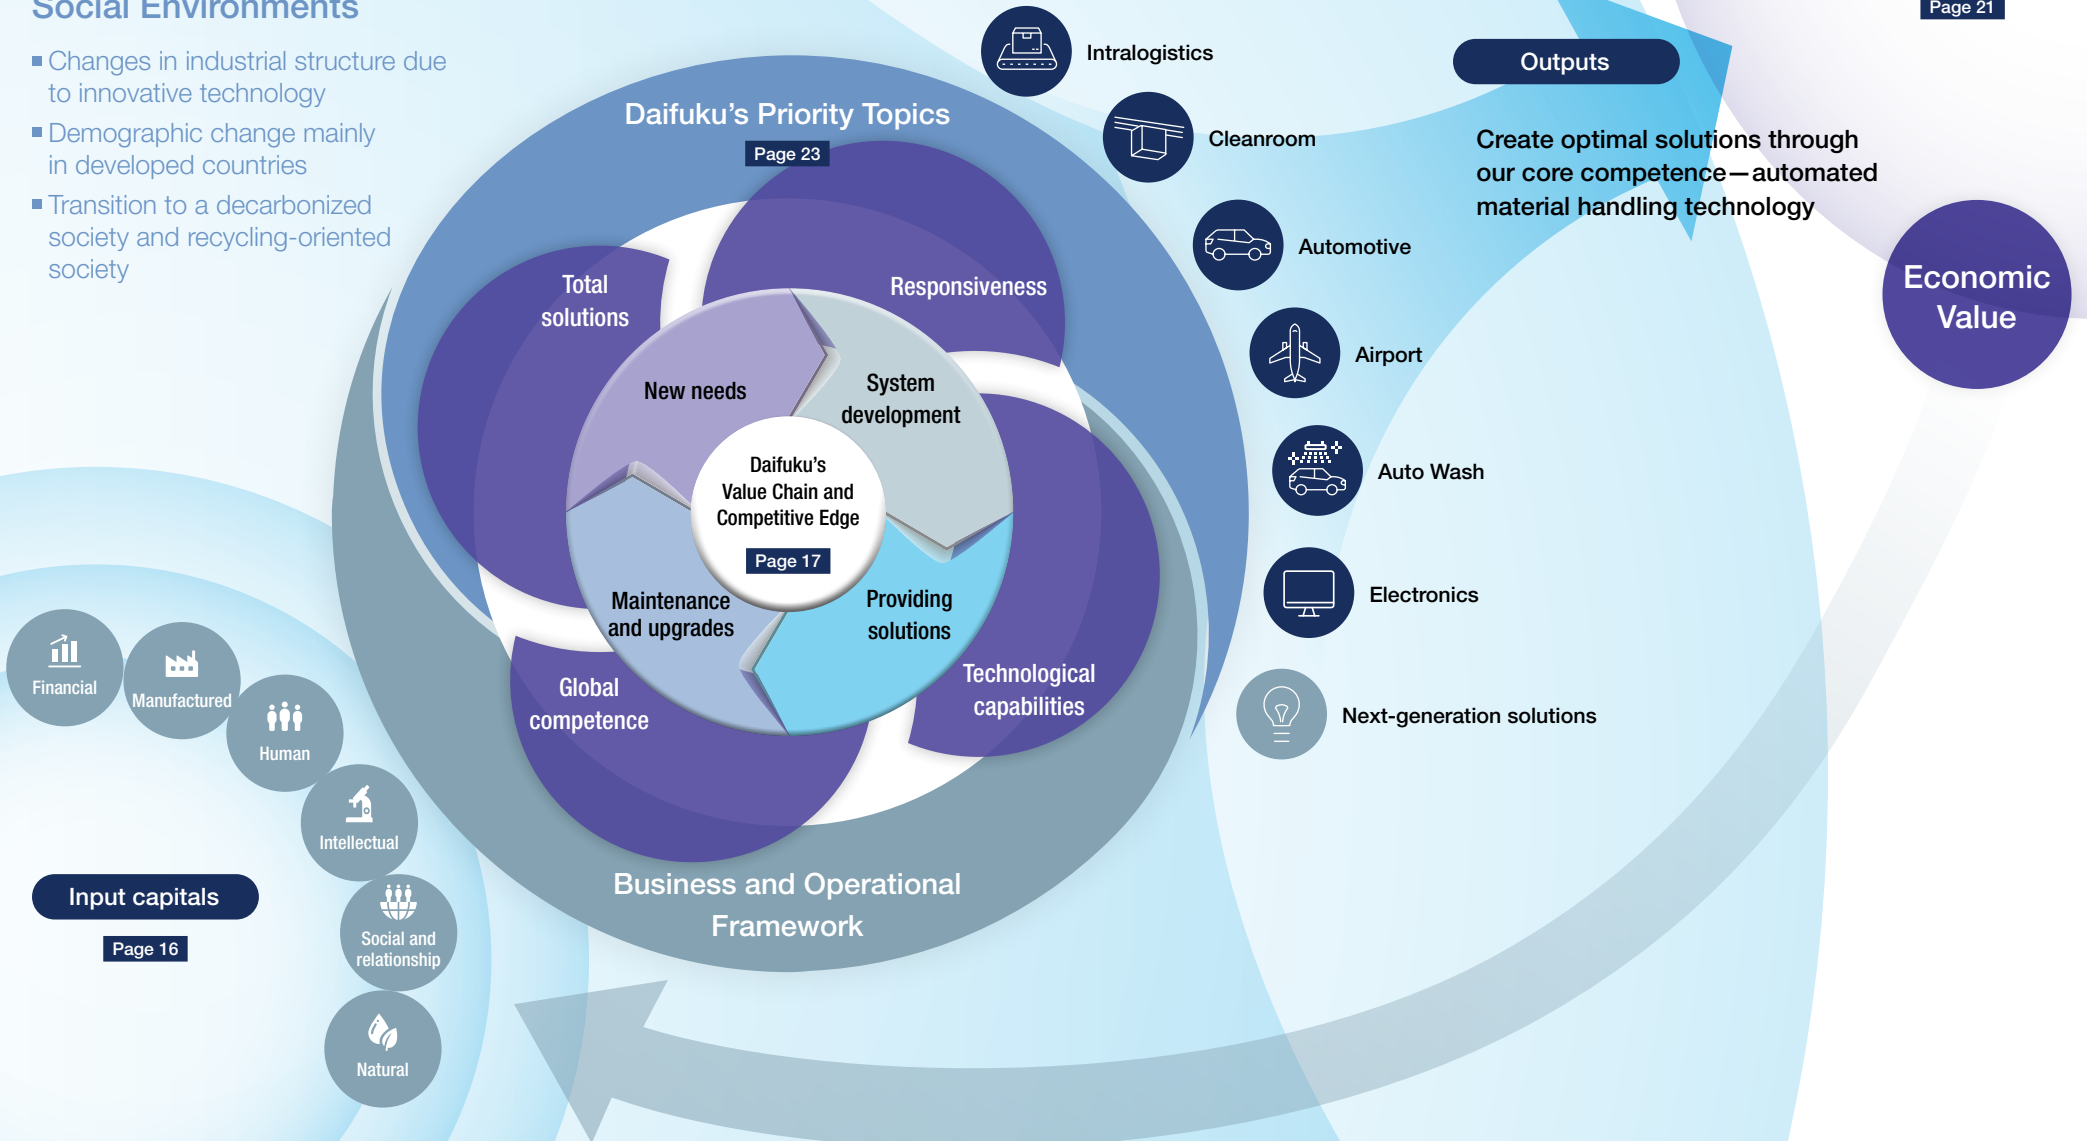 Social Environments
Changes in industrial structure due
to innovative technology
Demographic change mainly
in developed countries
Transition to a decarbonized
society and recycling-oriented
society
Daifuku's Priority Topics
Page 23
Total
solutions
Responsiveness
New needs
System
development
Daifuku's
Value Chain and
Competitive Edge
Page 17
Maintenance
and upgrades
Providing
solutions
Global
competence
Technological
capabilities
Business and Operational
Framework
Financial
Manufactured
Human
Intellectual
Social and
relationship
Natural
Input capitals
Page 16
Intralogistics
Cleanroom
Automotive
Airport
Auto Wash
Electronics
Next-generation solutions
Outputs
Create optimal solutions through
our core competence—automated
material handling technology
Page 21
Economic
Value